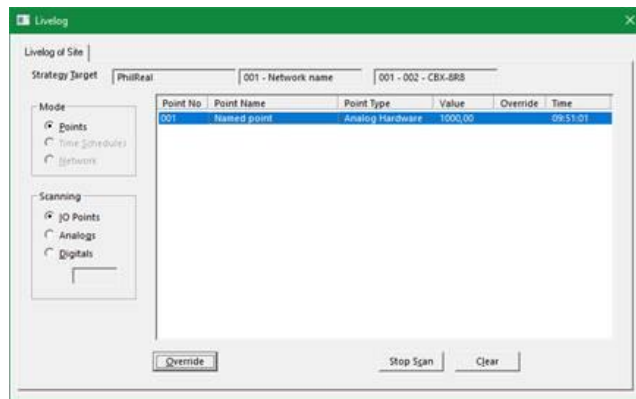 Livelog
Livelog of Site
Strategy Target PhilReal 001 - Network name 001 - 002 - CBX-8R8
Mode
Points
Time Schedules
Network
Scanning
IO Points
Analogs
Digitals
Point No Point Name Point Type Value Override Time
001 Named point Analog Hardware 1000,00 09:51:01
Override Stop Scan Clear